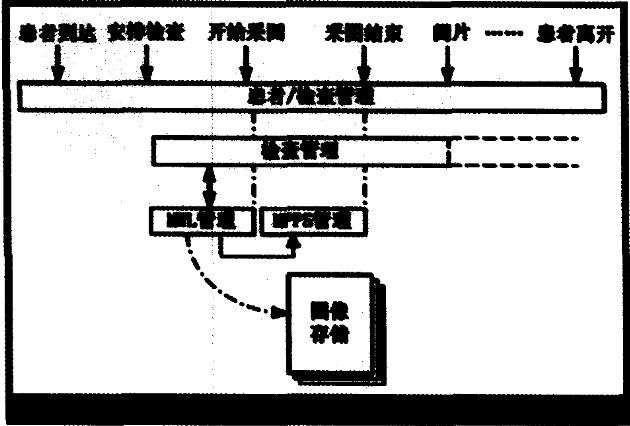 患者到达 安排检查 开始采图 采图结束 阅片 ...... 患者离开
患者/检查管理
检查管理
MWL管理 MPPS管理
图像
存储